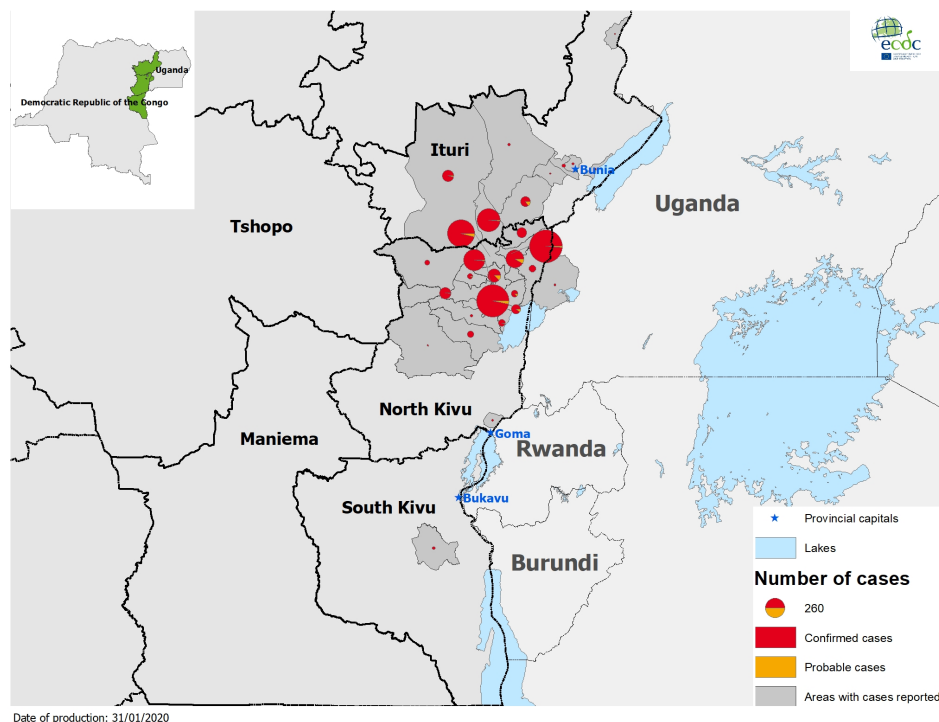 ecdc
Uganda
Democratic Republic of the Congo
Ituri
Bunia
Uganda
Tshopo
North Kivu
Goma
Maniema
Rwanda
Bukavu
South Kivu
Burundi
Provincial capitals
Lakes
Number of cases
260
Confirmed cases
Probable cases
Areas with cases reported
Date of production: 31/01/2020